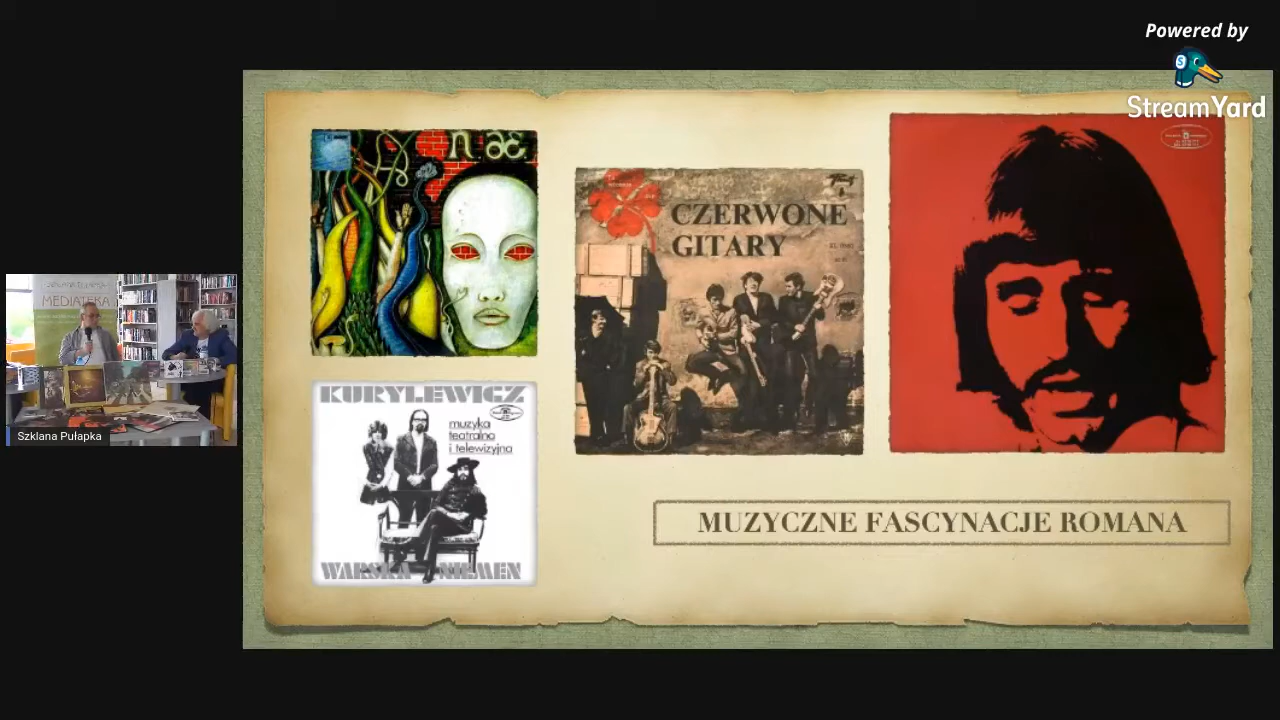 Powered by
StreamYard
n æ
CZERWONE
GITARY
KURYLEWICZ
muzyka
teatralna
i telewizyjna
WARSKA NIEMEN
MUZYCZNE FASCYNACJE ROMANA
MEDIATEKA
Szklana Pułapka